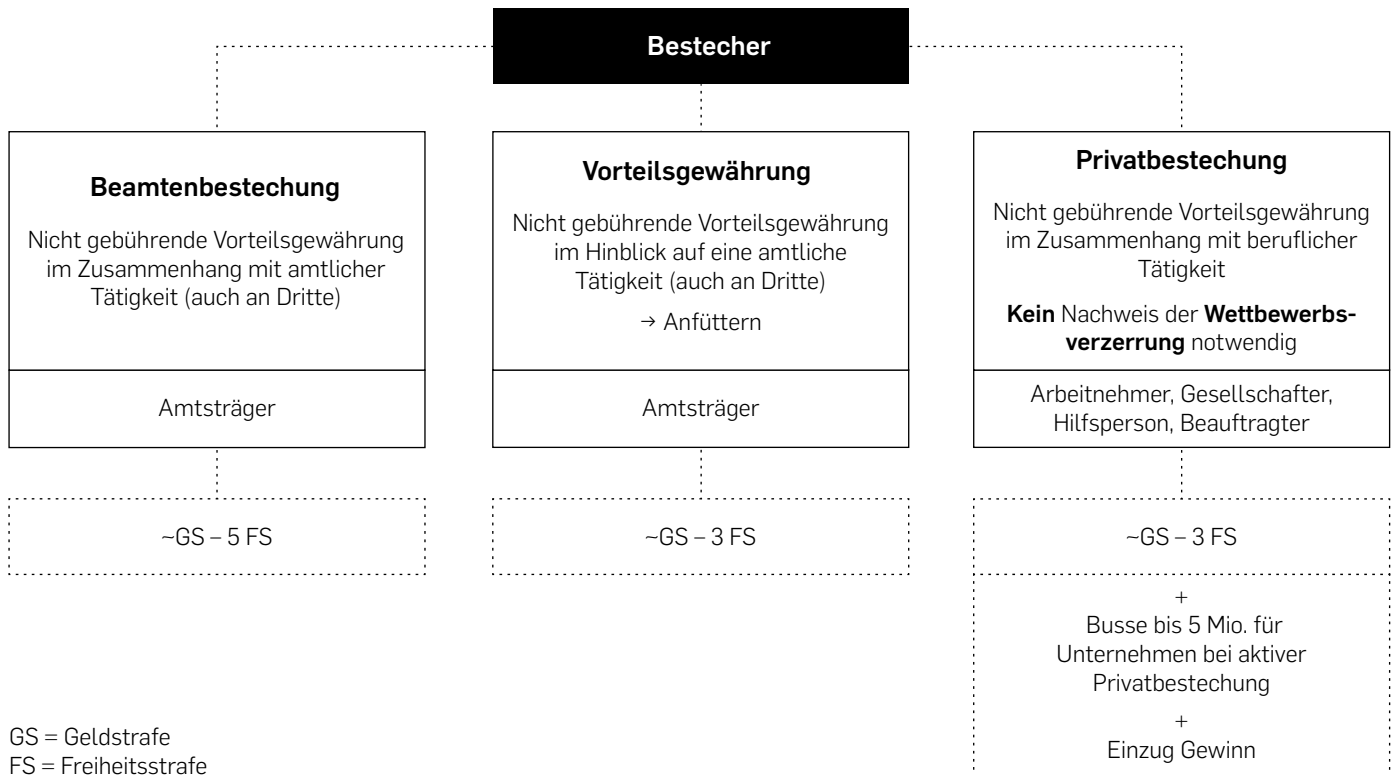 Bestecher
Beamtenbestechung
Nicht gebührende Vorteilsgewährung
im Zusammenhang mit amtlicher
Tätigkeit (auch an Dritte)
Amtsträger
~GS – 5 FS
Vorteilsgewährung
Nicht gebührende Vorteilsgewährung
im Hinblick auf eine amtliche
Tätigkeit (auch an Dritte)
→ Anfüttern
Amtsträger
~GS – 3 FS
Privatbestechung
Nicht gebührende Vorteilsgewährung
im Zusammenhang mit beruflicher
Tätigkeit
Kein Nachweis der Wettbewerbs-
verzerrung notwendig
Arbeitnehmer, Gesellschafter,
Hilfsperson, Beauftragter
~GS – 3 FS
+
Busse bis 5 Mio. für
Unternehmen bei aktiver
Privatbestechung
+
Einzug Gewinn
GS = Geldstrafe
FS = Freiheitsstrafe